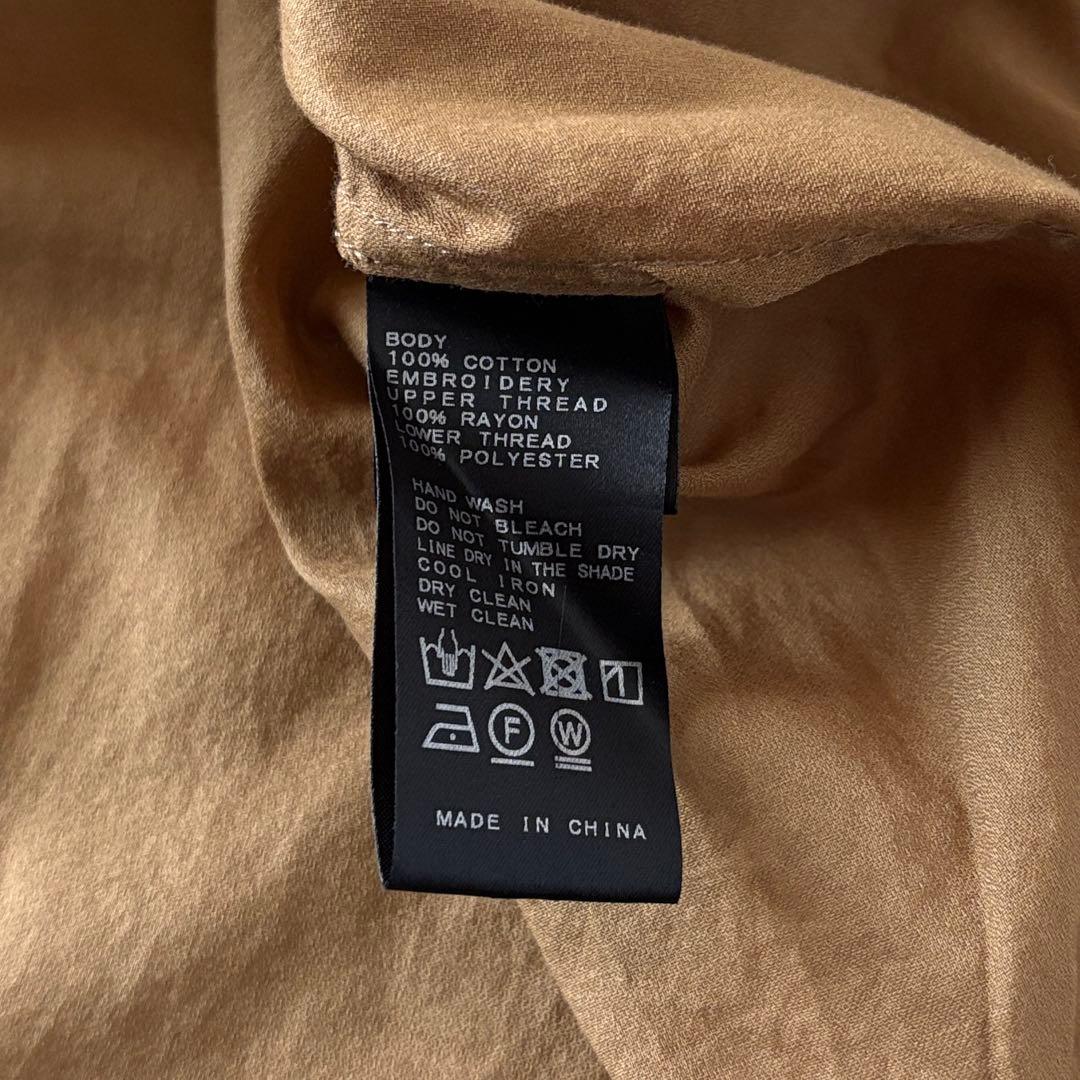 BODY
100% COTTON
EMBROIDERY
UPPER THREAD
100% RAYON
LOWER THREAD
100% POLYESTER
HAND WASH
DO NOT BLEACH
DO NOT TUMBLE DRY
LINE DRY IN THE SHADE
COOL IRON
DRY CLEAN
WET CLEAN
F W
MADE IN CHINA